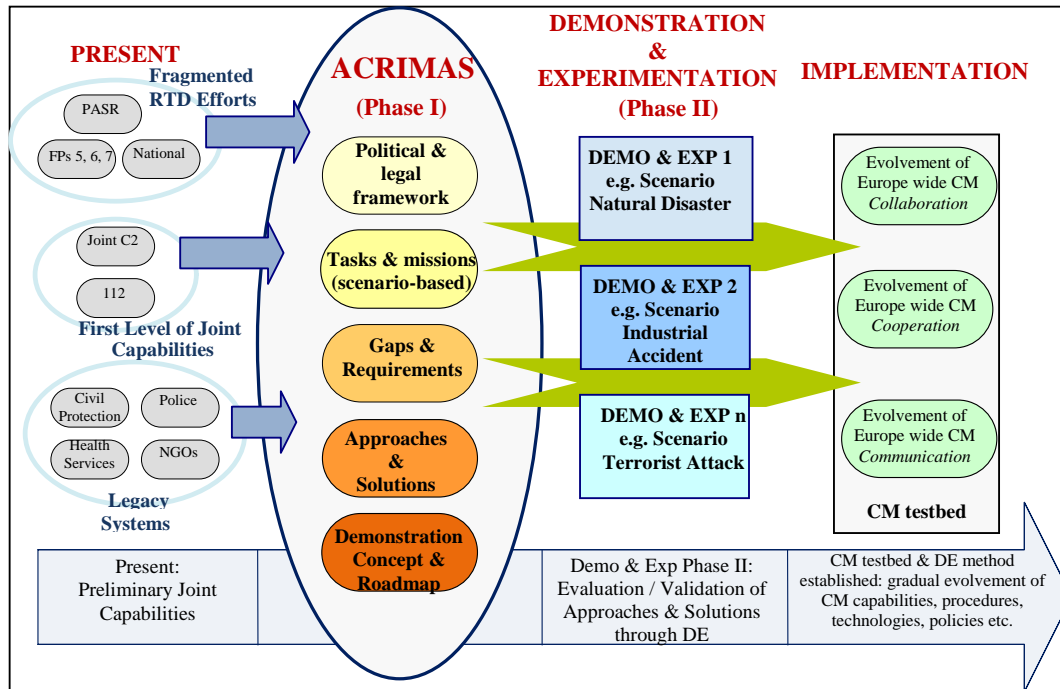 PRESENT
Fragmented
RTD Efforts
PASR
FPs 5, 6, 7
National
Joint C2
112
First Level of Joint
Capabilities
Civil
Protection
Police
Health
Services
NGOs
Legacy
Systems
ACRIMAS
(Phase I)
Political &
legal
framework
Tasks & missions
(scenario-based)
Gaps &
Requirements
Approaches
&
Solutions
Demonstration
Concept &
Roadmap
DEMONSTRATION
&
EXPERIMENTATION
(Phase II)
DEMO & EXP 1
e.g. Scenario
Natural Disaster
DEMO & EXP 2
e.g. Scenario
Industrial
Accident
DEMO & EXP n
e.g. Scenario
Terrorist Attack
IMPLEMENTATION
Evolvement of
Europe wide CM
Collaboration
Evolvement of
Europe wide CM
Cooperation
Evolvement of
Europe wide CM
Communication
CM testbed
Present:
Preliminary Joint
Capabilities
Demo & Exp Phase II:
Evaluation / Validation of
Approaches & Solutions
through DE
CM testbed & DE method
established: gradual evolvement of
CM capabilities, procedures,
technologies, policies etc.